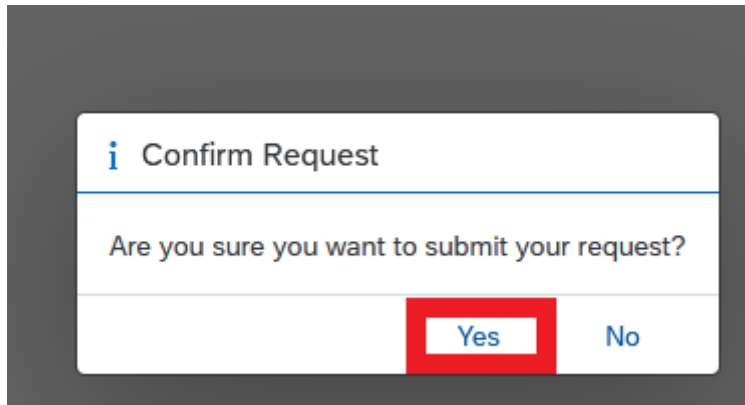 Confirm Request
Are you sure you want to submit your request?
Yes No